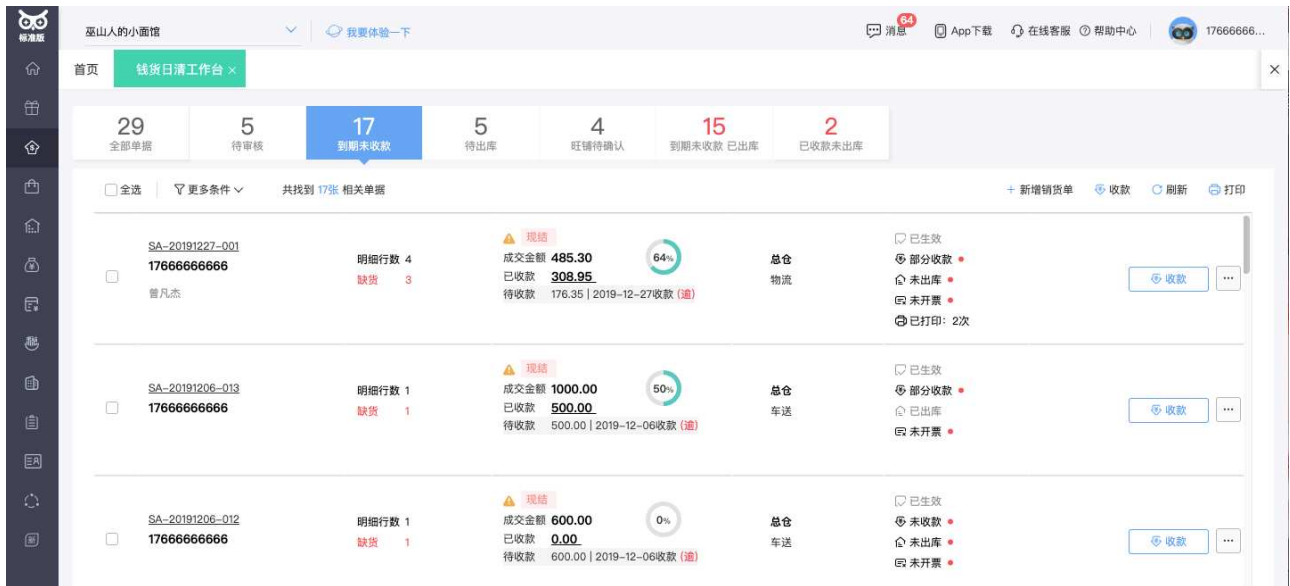 标准版
巫山人的小面馆
我要体验一下
消息
64
App下载
在线客服
帮助中心
17666666...
首页
钱货日清工作台 ×
29
全部单据
5
待审核
17
到期未收款
5
待出库
4
旺铺待确认
15
到期未收款 已出库
2
已收款未出库
全选
更多条件
共找到 17张 相关单据
+ 新增销货单
收款
刷新
打印
SA-20191227-001
17666666666
曾凡杰
明细行数 4
缺货 3
现结
成交金额 485.30
已收款 308.95
待收款 176.35 | 2019-12-27收款 (逾)
64%
总仓
物流
已生效
部分收款
未出库
未开票
已打印: 2次
收款
...
SA-20191206-013
17666666666
明细行数 1
缺货 1
现结
成交金额 1000.00
已收款 500.00
待收款 500.00 | 2019-12-06收款 (逾)
50%
总仓
车送
已生效
部分收款
已出库
未开票
收款
...
SA-20191206-012
17666666666
明细行数 1
缺货 1
现结
成交金额 600.00
已收款 0.00
待收款 600.00 | 2019-12-06收款 (逾)
0%
总仓
车送
已生效
未收款
未出库
未开票
收款
...